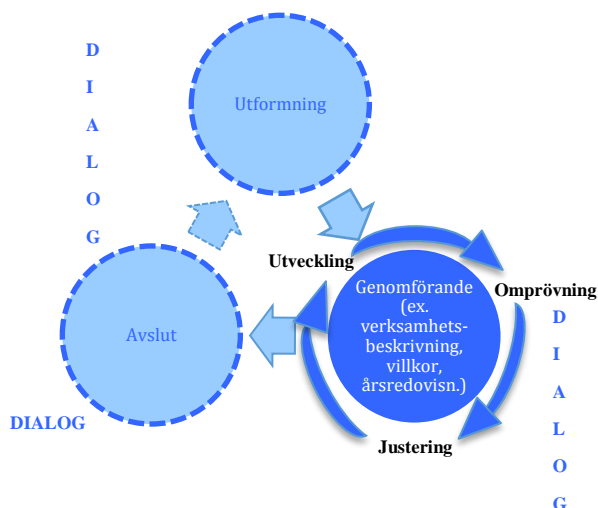 D
I
A
L
O
G
Utformning
Utveckling
Genomförande
(ex.
verksamhets-
beskrivning,
villkor,
årsredovisn.)
Omprövning
Avslut
D
I
A
L
O
G
DIALOG
Justering